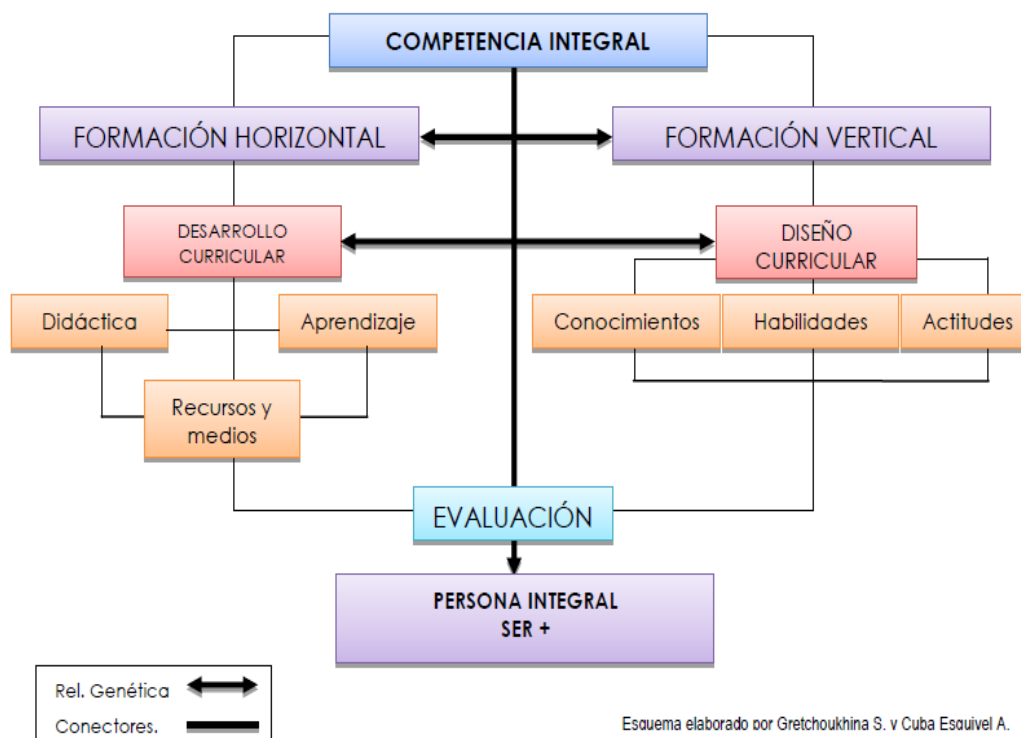 COMPETENCIA INTEGRAL
FORMACIÓN HORIZONTAL
FORMACIÓN VERTICAL
DESARROLLO
CURRICULAR
DISEÑO
CURRICULAR
Didáctica
Aprendizaje
Conocimientos
Habilidades
Actitudes
Recursos y
medios
EVALUACIÓN
PERSONA INTEGRAL
SER +
Rel. Genética
Conectores.
Esquema elaborado por Gretchoukhina S. y Cuba Esquivel A.